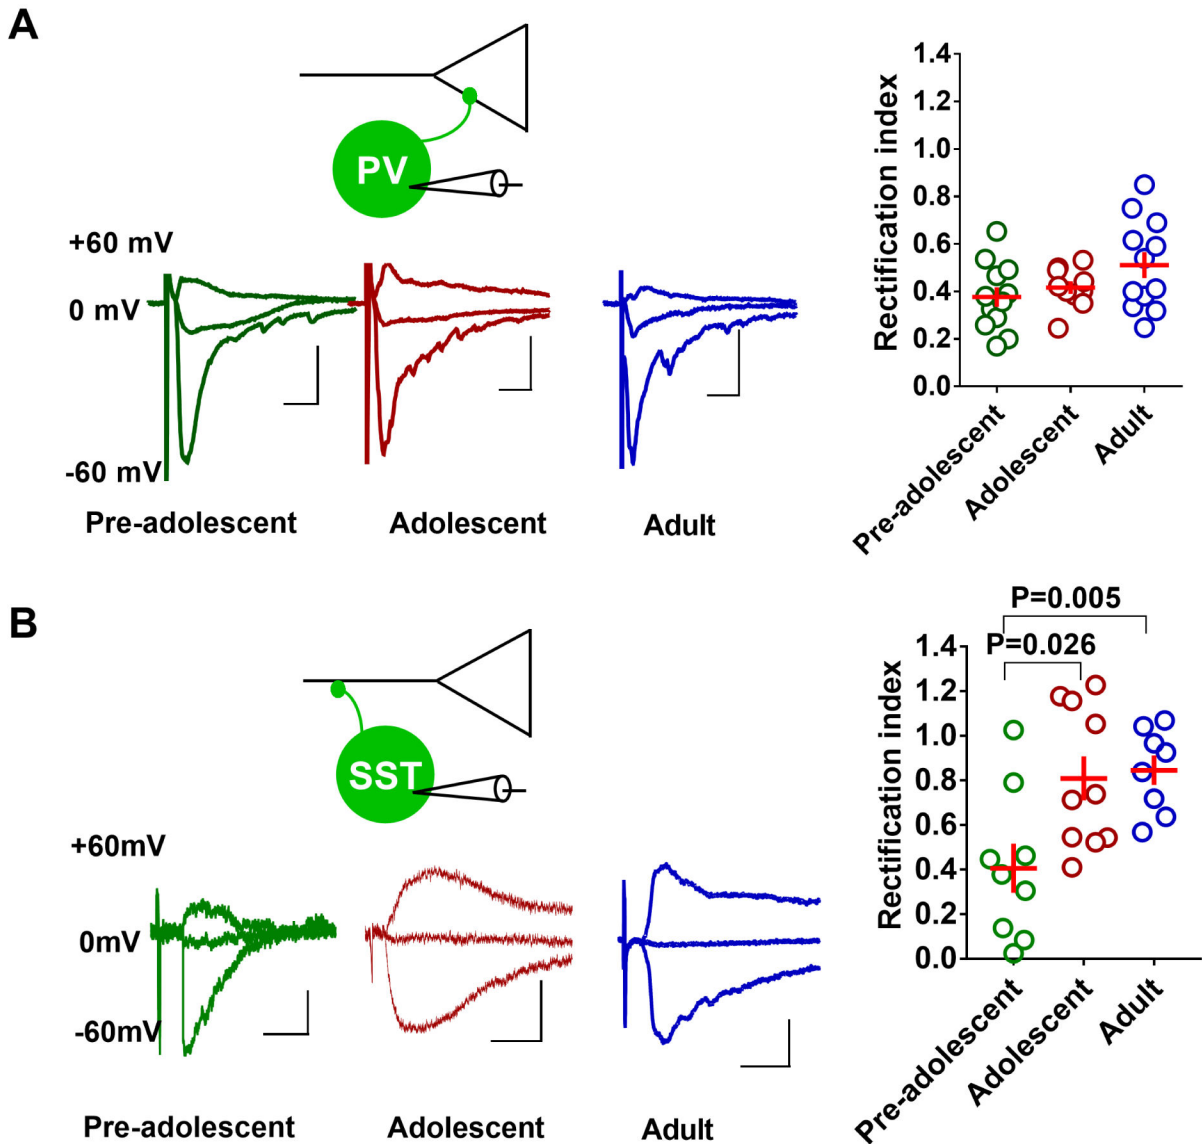 A
PV
+60 mV
0 mV
-60 mV
Pre-adolescent
Adolescent
Adult
Rectification index
1.4
1.2
1.0
0.8
0.6
0.4
0.2
0.0
Pre-adolescent
Adolescent
Adult
B
SST
+60mV
0mV
-60mV
Pre-adolescent
Adolescent
Adult
P=0.005
P=0.026
Rectification index
1.4
1.2
1.0
0.8
0.6
0.4
0.2
0.0
Pre-adolescent
Adolescent
Adult